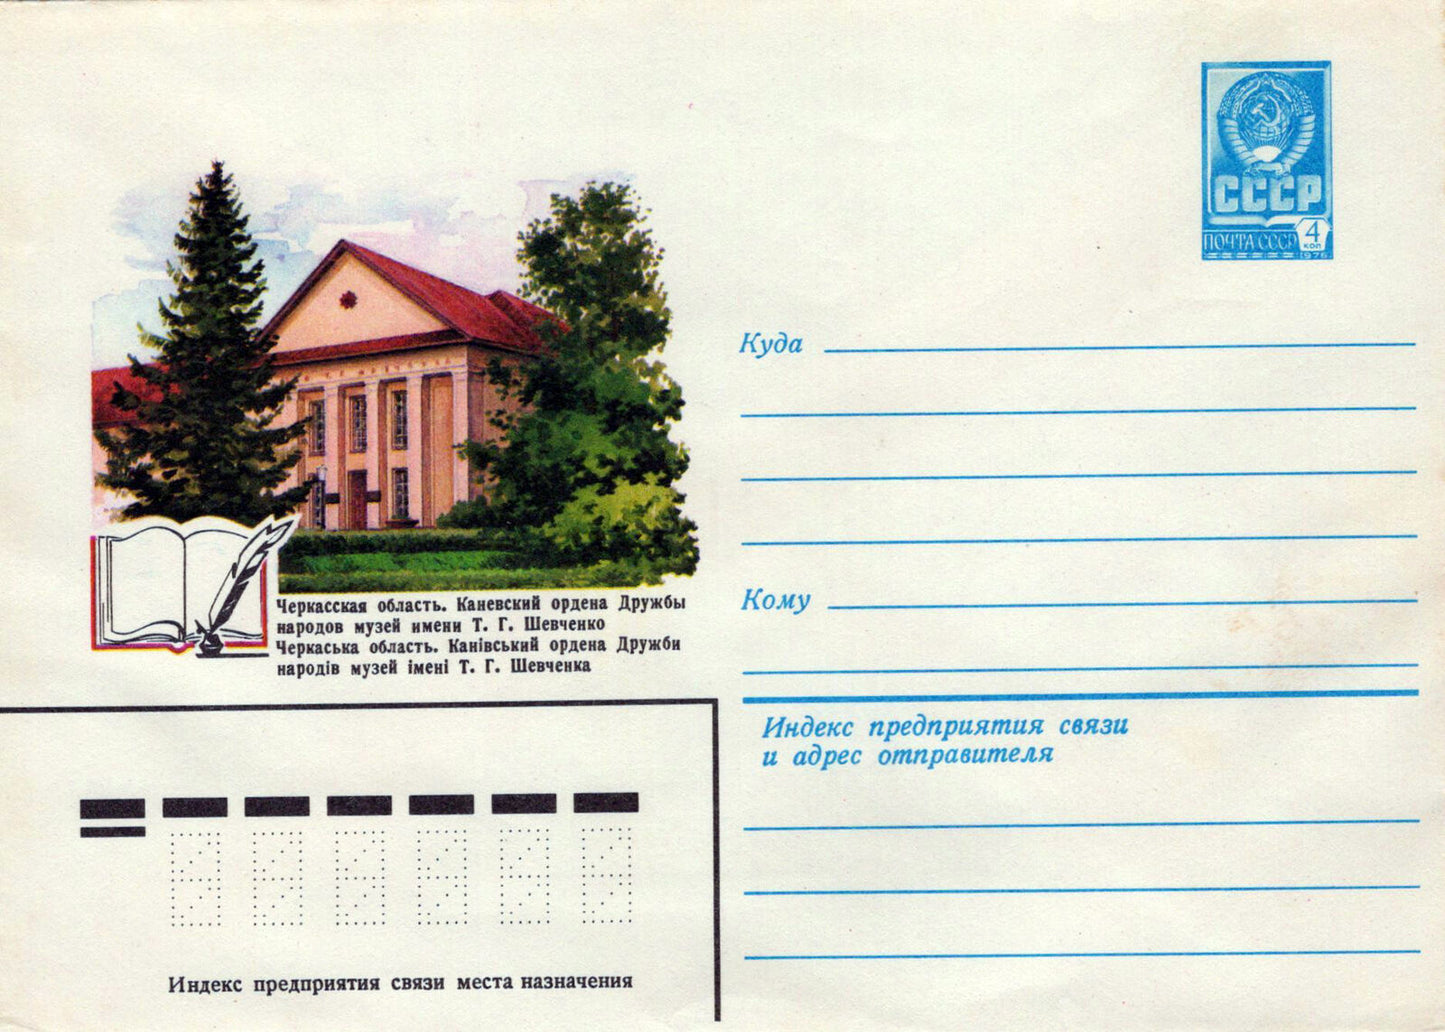 СССР
ПОЧТА СССР
4
КОП
1976
Куда
Черкасская область. Каневский ордена Дружбы
народов музей имени Т. Г. Шевченко
Черкаська область. Канівський ордена Дружби
народів музей імені Т. Г. Шевченка
Кому
Индекс предприятия связи
и адрес отправителя
Индекс предприятия связи места назначения